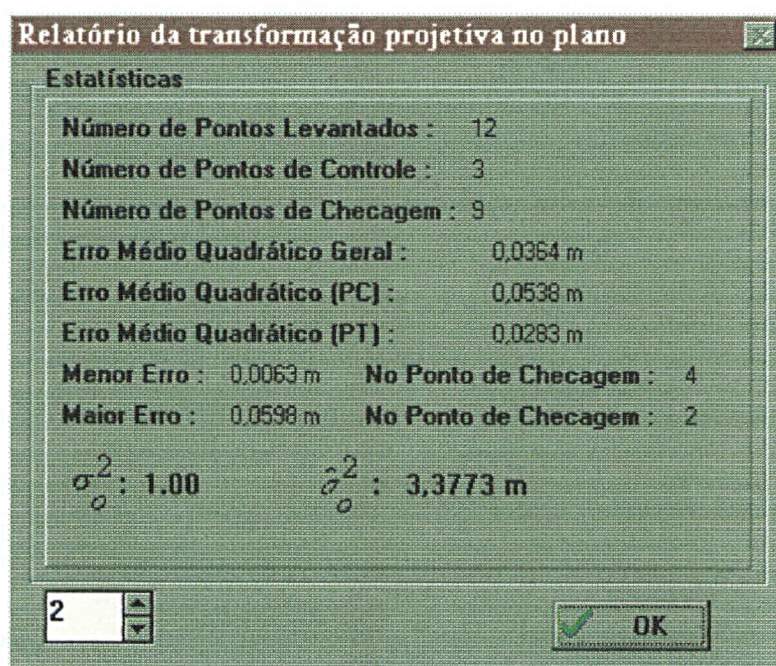 Relatório da transformação projetiva no plano
Estatísticas
Número de Pontos Levantados : 12
Número de Pontos de Controle : 3
Número de Pontos de Checagem : 9
Erro Médio Quadrático Geral : 0,0364 m
Erro Médio Quadrático (PC) : 0,0538 m
Erro Médio Quadrático (PT) : 0,0283 m
Menor Erro : 0,0063 m No Ponto de Checagem : 4
Maior Erro : 0,0598 m No Ponto de Checagem : 2
σ₀² : 1.00 σ̂₀² : 3,3773 m
2
OK